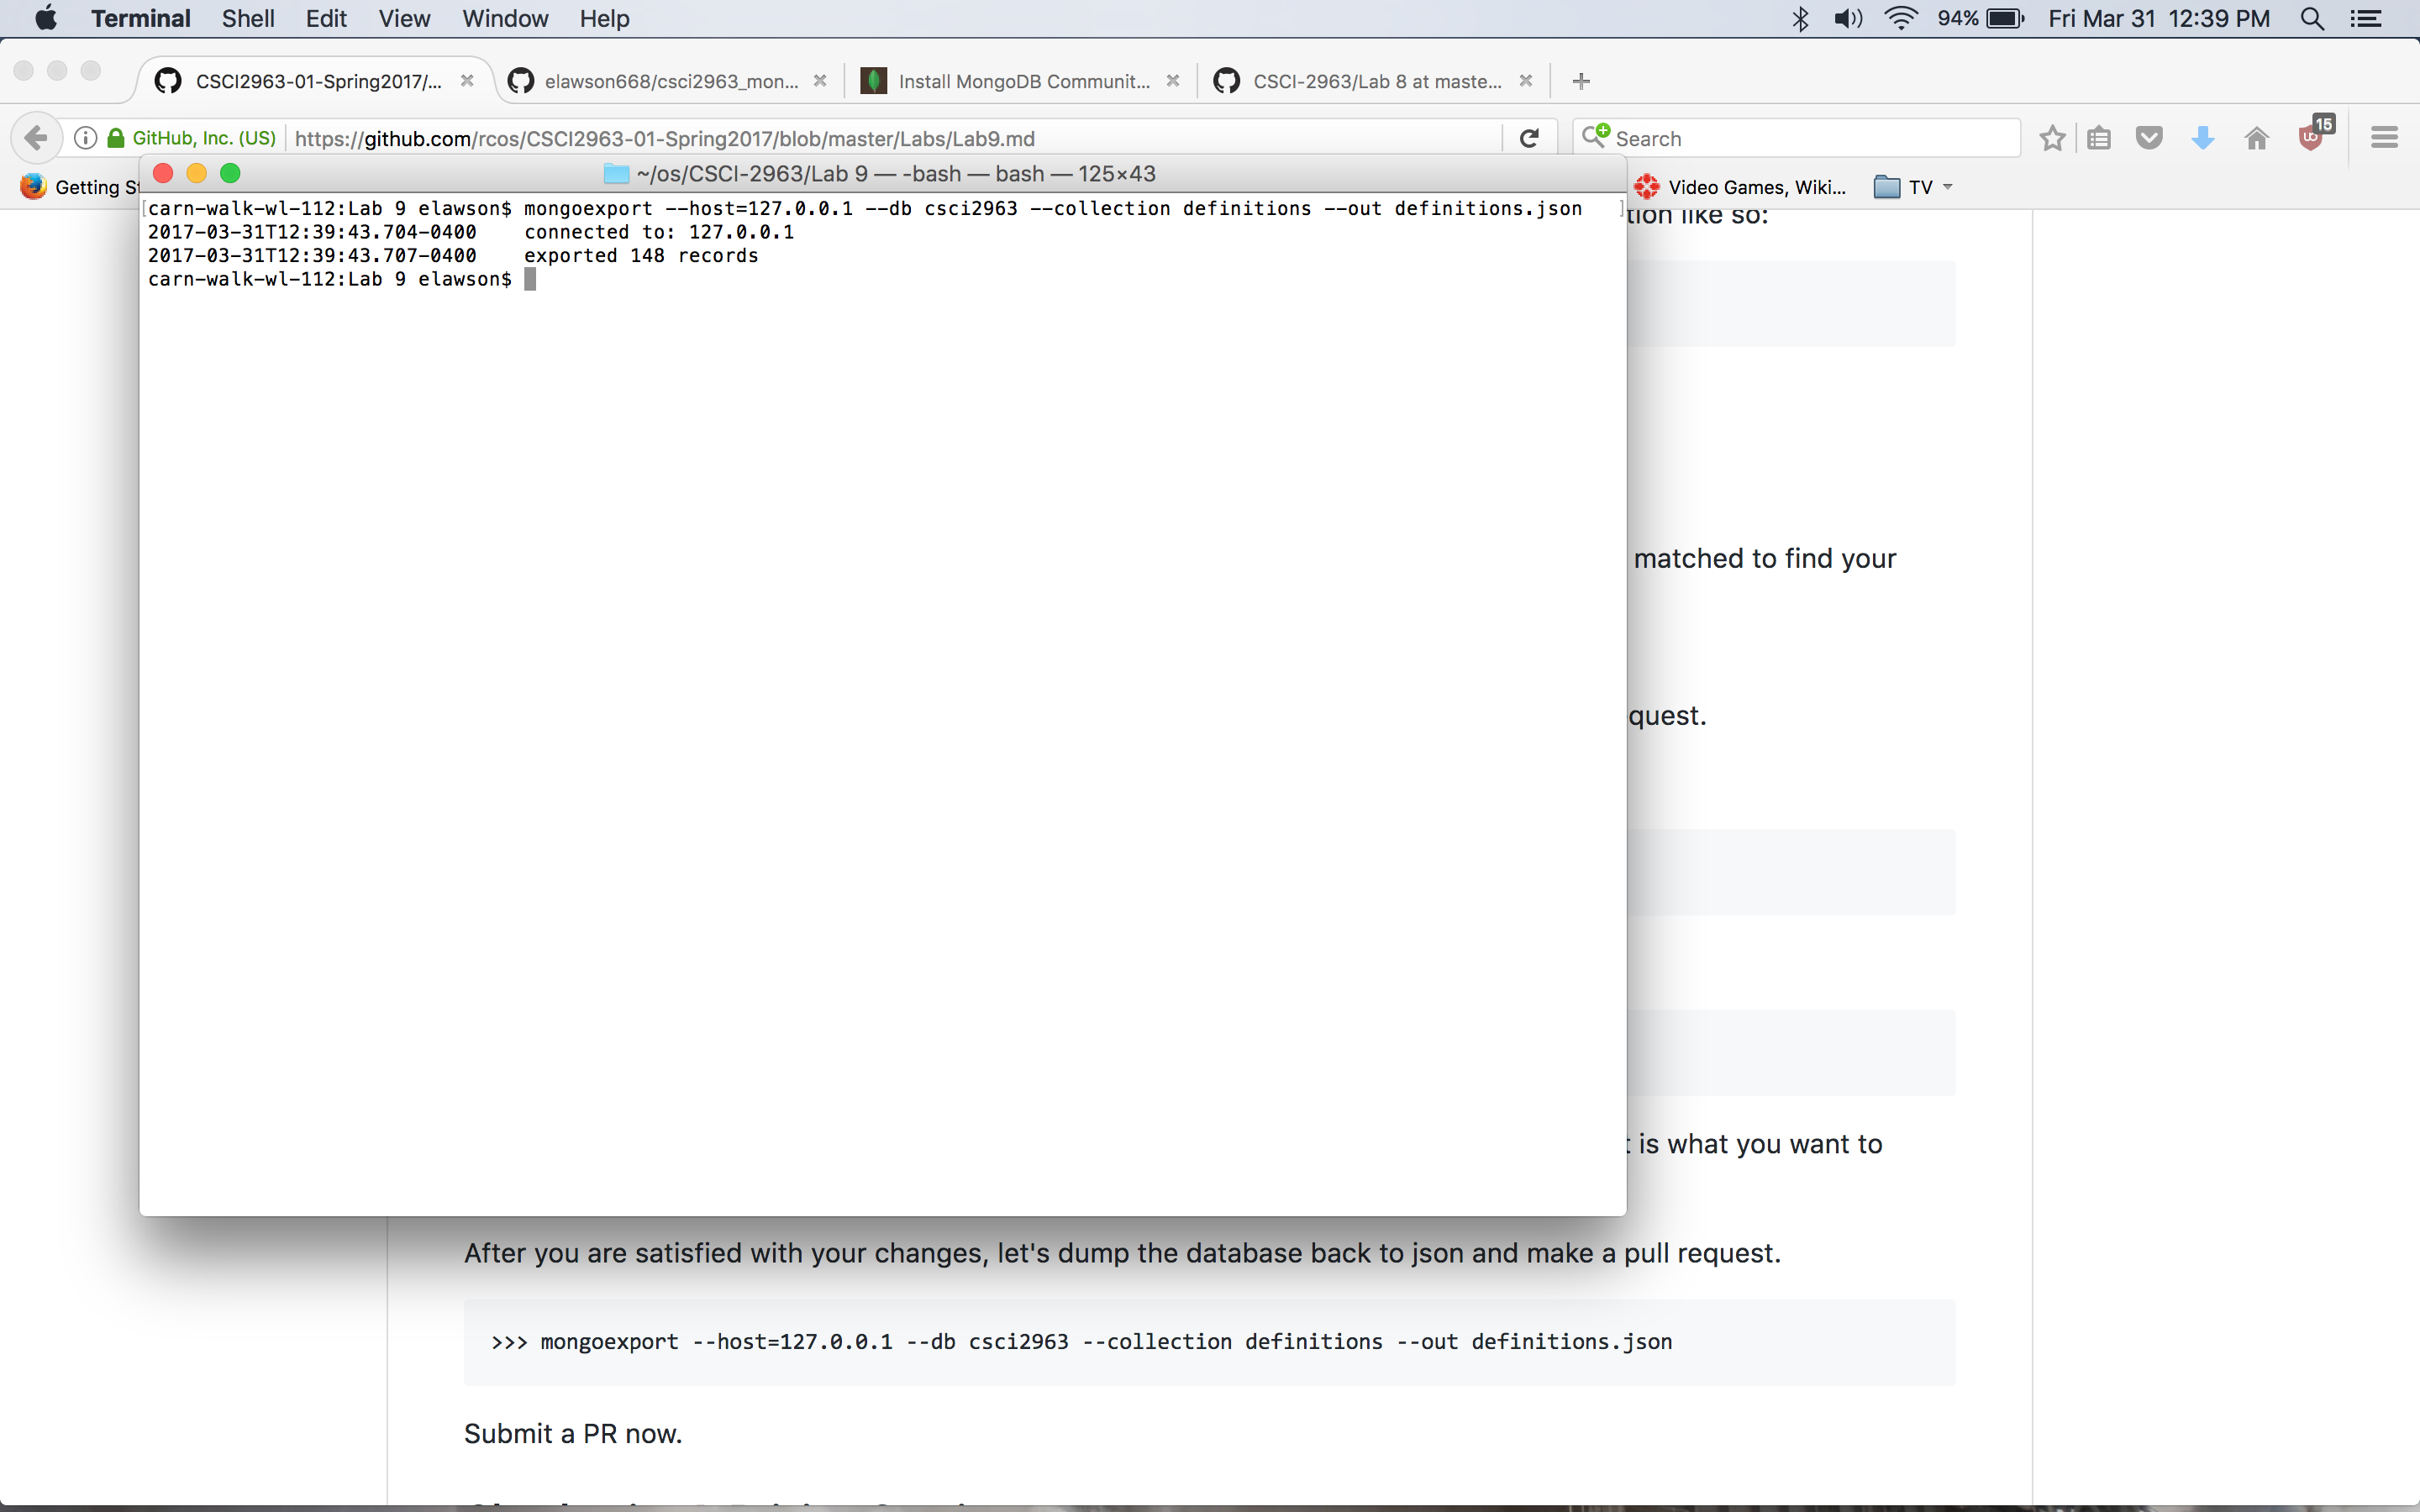 Terminal Shell Edit View Window Help 94% Fri Mar 31 12:39 PM
CSCI2963-01-Spring2017/... elawson668/csci2963_mon... Install MongoDB Communit... CSCI-2963/Lab 8 at maste...
GitHub, Inc. (US) https://github.com/rcos/CSCI2963-01-Spring2017/blob/master/Labs/Lab9.md Search 15
Getting St Video Games, Wiki... TV
~/os/CSCI-2963/Lab 9 — -bash — bash — 125×43
carn-walk-wl-112:Lab 9 elawson$ mongoexport --host=127.0.0.1 --db csci2963 --collection definitions --out definitions.json
2017-03-31T12:39:43.704-0400 connected to: 127.0.0.1
2017-03-31T12:39:43.707-0400 exported 148 records
carn-walk-wl-112:Lab 9 elawson$
tion like so:
matched to find your
quest.
t is what you want to
After you are satisfied with your changes, let's dump the database back to json and make a pull request.
>>> mongoexport --host=127.0.0.1 --db csci2963 --collection definitions --out definitions.json
Submit a PR now.